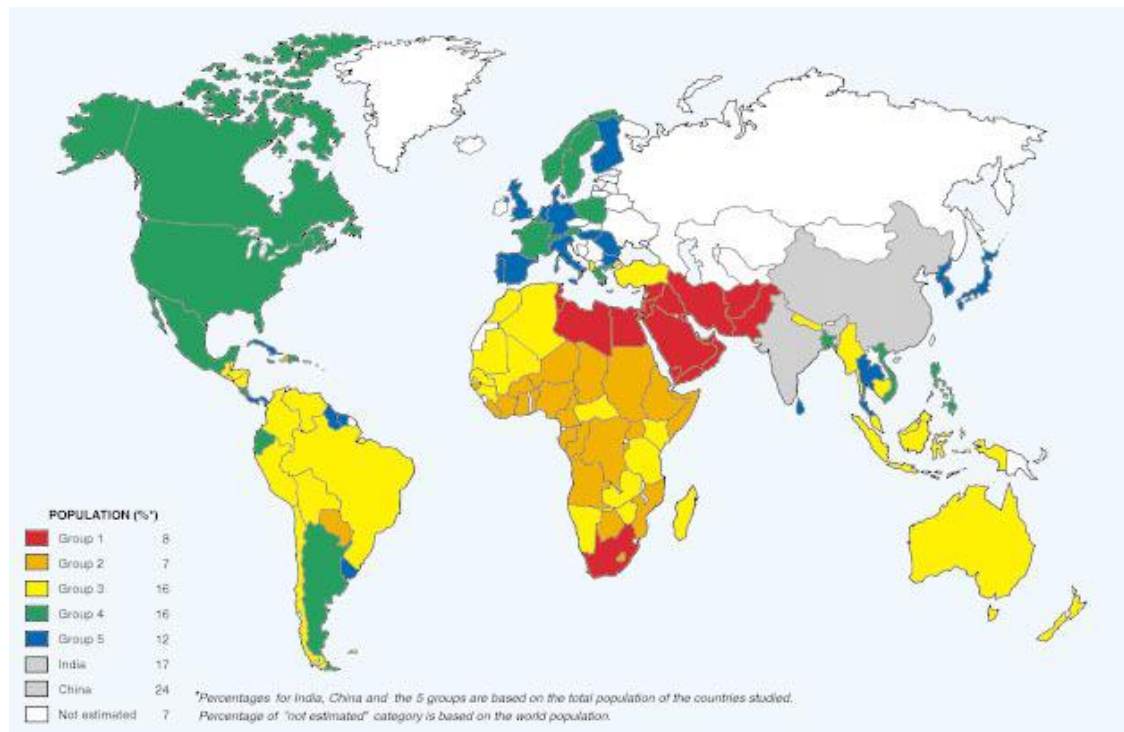 POPULATION (%*)
Group 1 8
Group 2 7
Group 3 16
Group 4 16
Group 5 12
India 17
China 24
Not estimated 7
*Percentages for India, China and the 5 groups are based on the total population of the countries studied.
Percentage of "not estimated" category is based on the world population.